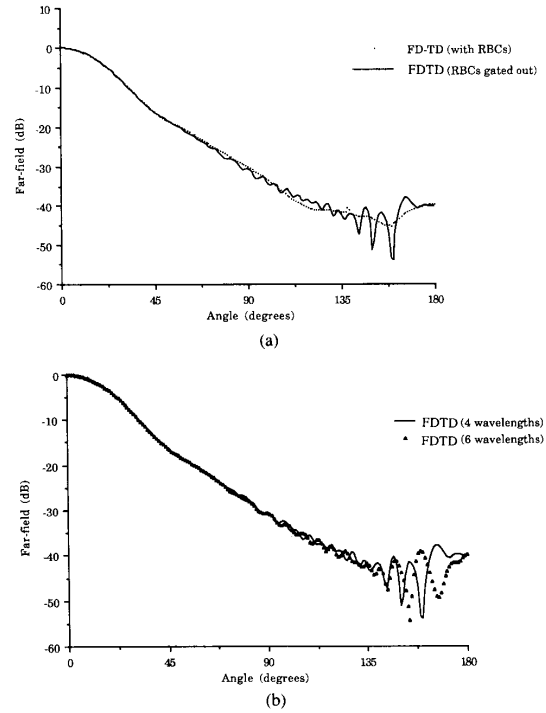 10
0
-10
-20
-30
-40
-50
-60
Far-field (dB)
FD-TD (with RBCs)
FDTD (RBCs gated out)
0 45 90 135 180
Angle (degrees)
(a)
0
-10
-20
-30
-40
-50
-60
Far-field (dB)
FDTD (4 wavelengths)
FDTD (6 wavelengths)
0 45 90 135 180
Angle (degrees)
(b)